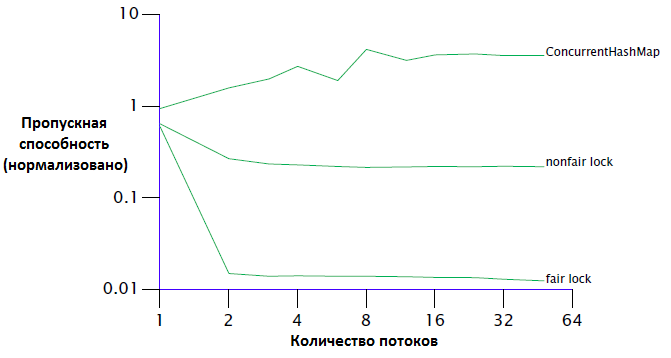 10
ConcurrentHashMap
1
Пропускная
способность
(нормализовано)
nonfair lock
0.1
fair lock
0.01
1 2 4 8 16 32 64
Количество потоков